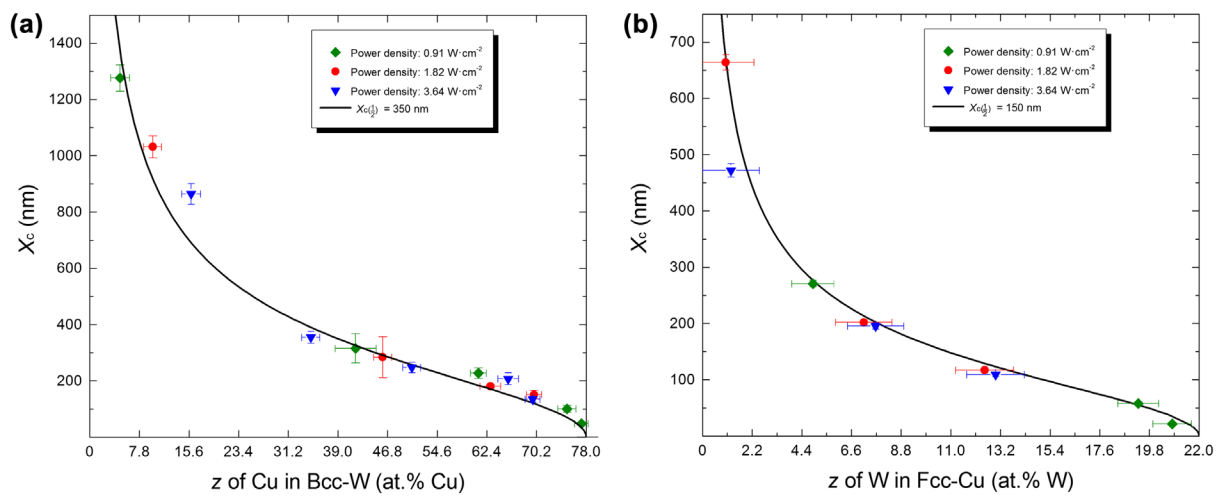 (a)
1400
1200
1000
800
600
400
200
Xc (nm)
Power density: 0.91 W·cm-2
Power density: 1.82 W·cm-2
Power density: 3.64 W·cm-2
Xc(1/2) = 350 nm
0 7.8 15.6 23.4 31.2 39.0 46.8 54.6 62.4 70.2 78.0
z of Cu in Bcc-W (at.% Cu)
(b)
700
600
500
400
300
200
100
Xc (nm)
Power density: 0.91 W·cm-2
Power density: 1.82 W·cm-2
Power density: 3.64 W·cm-2
Xc(1/2) = 150 nm
0 2.2 4.4 6.6 8.8 11.0 13.2 15.4 17.6 19.8 22.0
z of W in Fcc-Cu (at.% W)